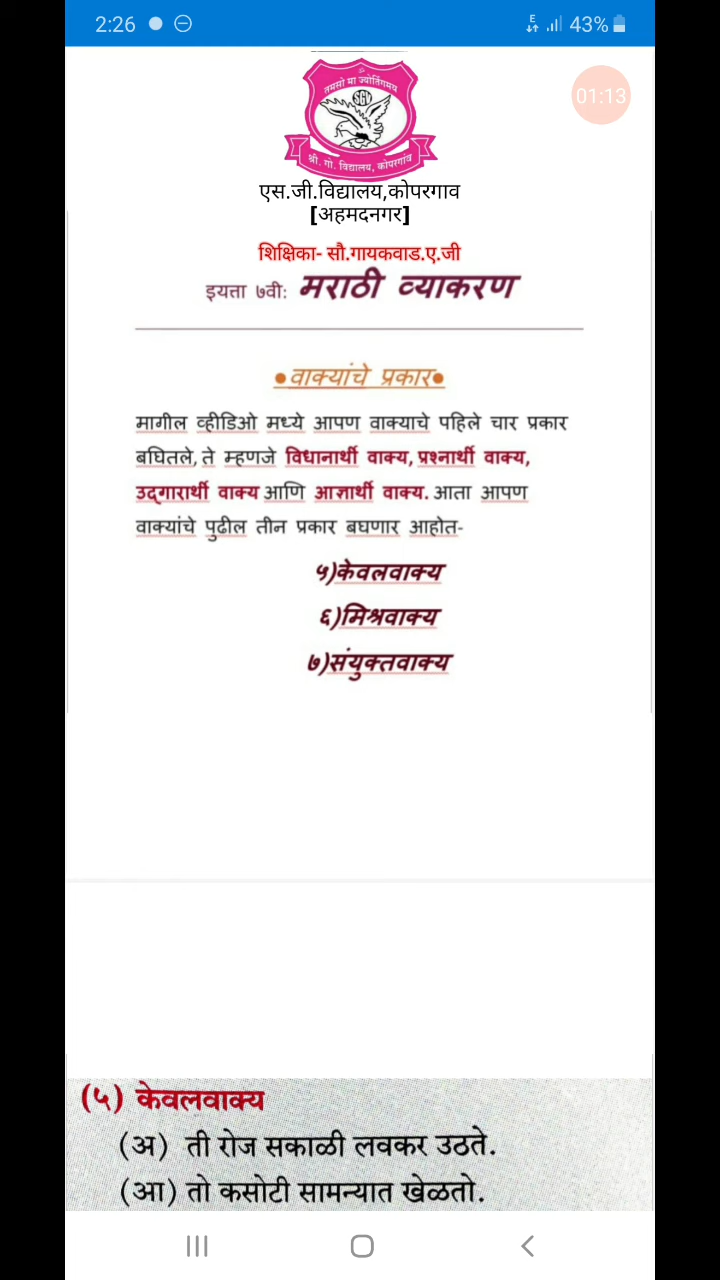 2:26
43%
01:13
तमसो मा ज्योतिर्गमय
SGV
श्री. गो. विद्यालय, कोपरगांव
एस.जी.विद्यालय,कोपरगाव
[अहमदनगर]
शिक्षिका- सौ.गायकवाड.ए.जी
इयत्ता ७वी: मराठी व्याकरण
●वाक्यांचे प्रकार●
मागील व्हीडिओ मध्ये आपण वाक्याचे पहिले चार प्रकार
बघितले, ते म्हणजे विधानार्थी वाक्य, प्रश्नार्थी वाक्य,
उद्गारार्थी वाक्य आणि आज्ञार्थी वाक्य. आता आपण
वाक्यांचे पुढील तीन प्रकार बघणार आहोत-
५)केवलवाक्य
६)मिश्रवाक्य
७)संयुक्तवाक्य
(५) केवलवाक्य
(अ) ती रोज सकाळी लवकर उठते.
(आ) तो कसोटी सामन्यात खेळतो.